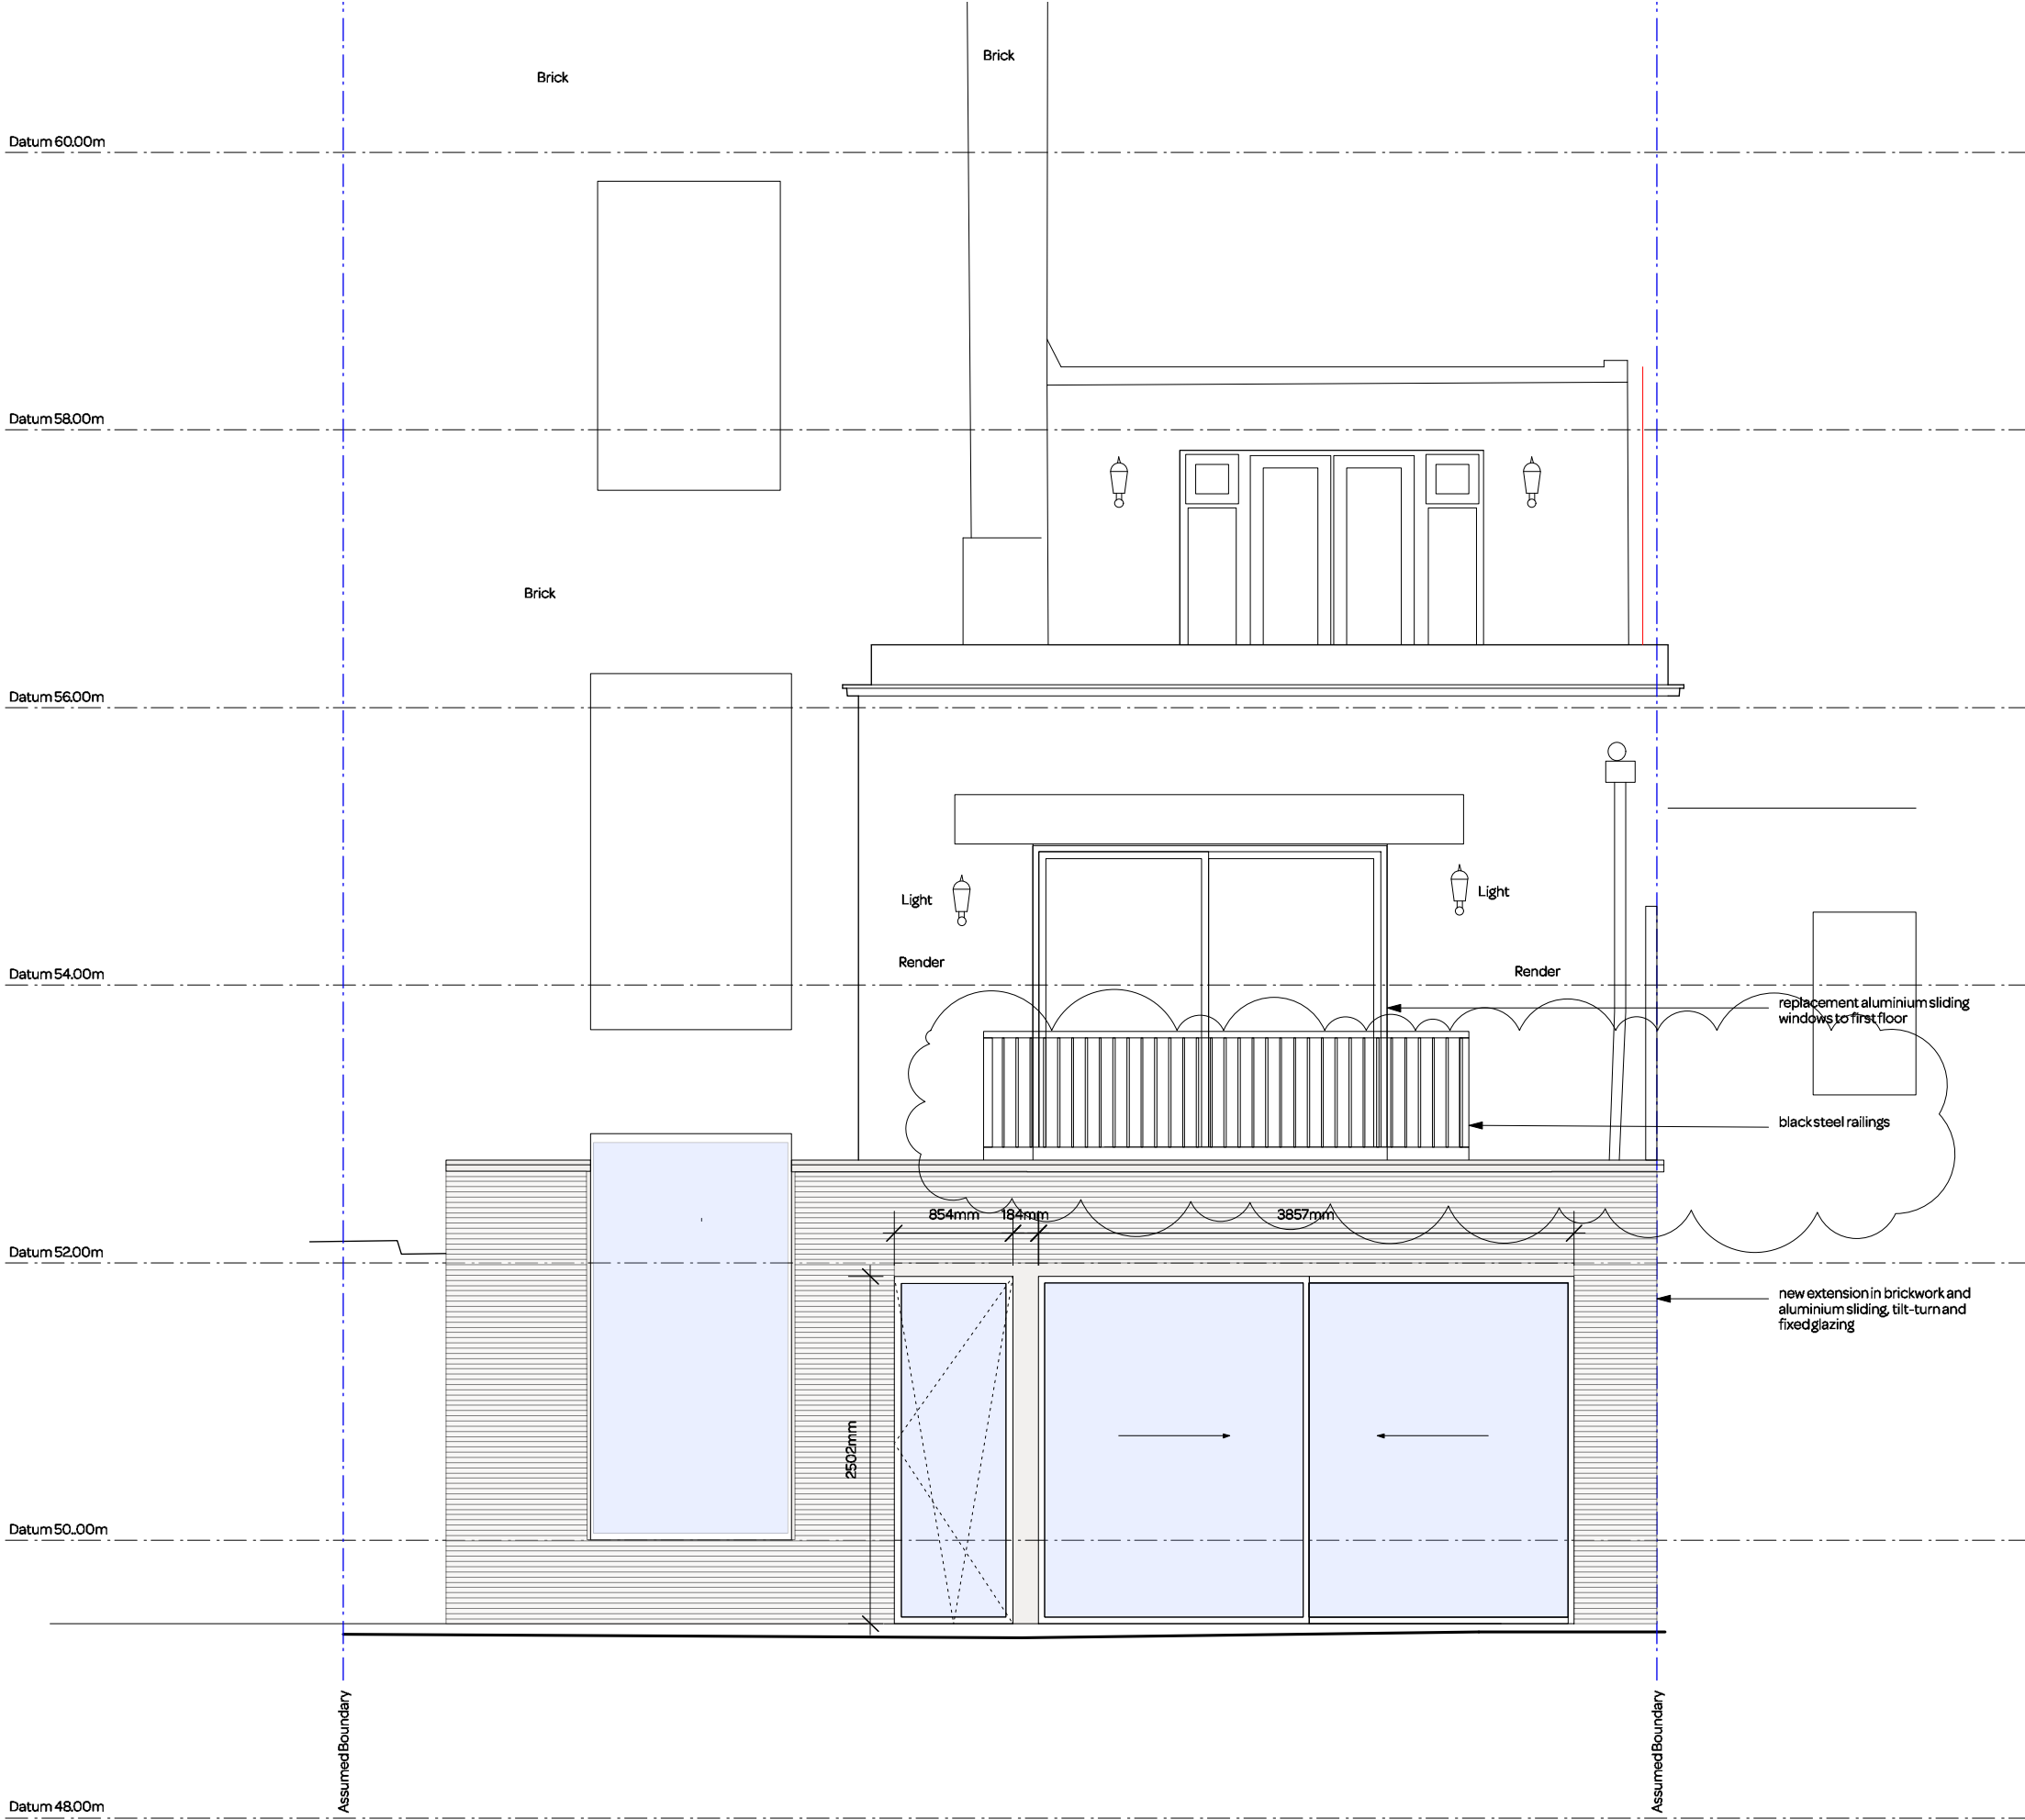 Brick
Brick
Datum 60.00m
Datum 58.00m
Brick
Datum 56.00m
Light
Light
Render
Render
Datum 54.00m
replacement aluminium sliding
windows to first floor
black steel railings
854mm
184mm
3857mm
Datum 52.00m
new extension in brickwork and
aluminium sliding, tilt-turn and
fixed glazing
2502mm
Datum 50..00m
Assumed Boundary
Assumed Boundary
Datum 48.00m